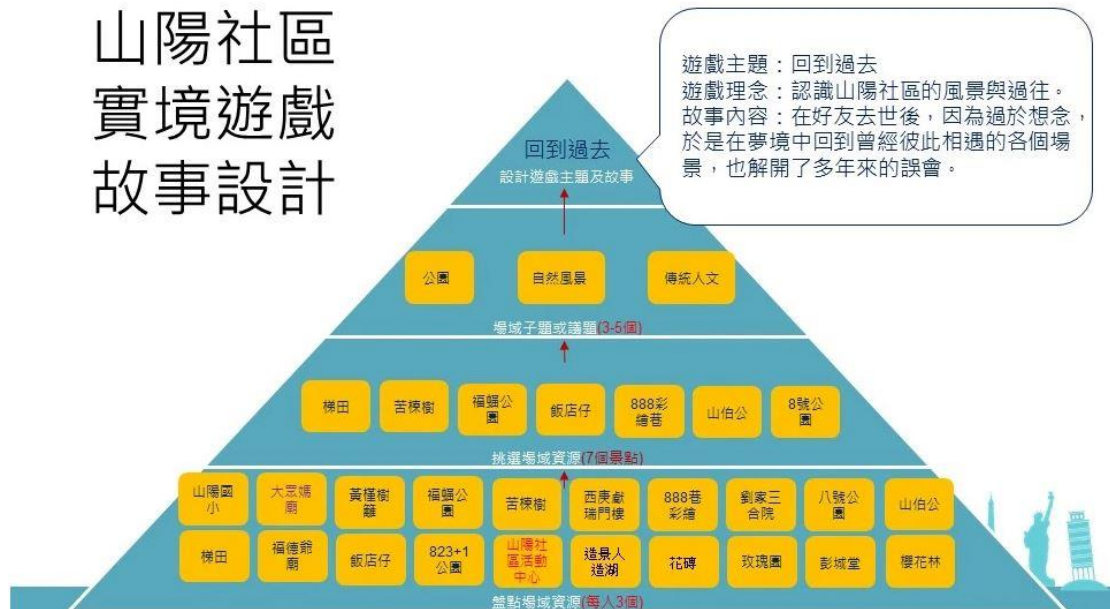 山陽社區
實境遊戲
故事設計
遊戲主題：回到過去
遊戲理念：認識山陽社區的風景與過往。
故事內容：在好友去世後，因為過於想念，
於是在夢境中回到曾經彼此相遇的各個場
景，也解開了多年來的誤會。
回到過去
設計遊戲主題及故事
公園
自然風景
傳統人文
場域子題或議題(3-5個)
梯田
苦楝樹
福蝠公
園
飯店仔
888彩
繪巷
山伯公
8號公
園
挑選場域資源(7個景點)
山陽國
小
大眾媽
廟
黃槿樹
籬
福蝠公
園
苦楝樹
西庚獻
瑞門樓
888巷
彩繪
劉家三
合院
八號公
園
山伯公
梯田
福德爺
廟
飯店仔
823+1
公園
山陽社
區活動
中心
造景人
造湖
花磚
玫瑰園
彭城堂
櫻花林
盤點場域資源(每人3個)